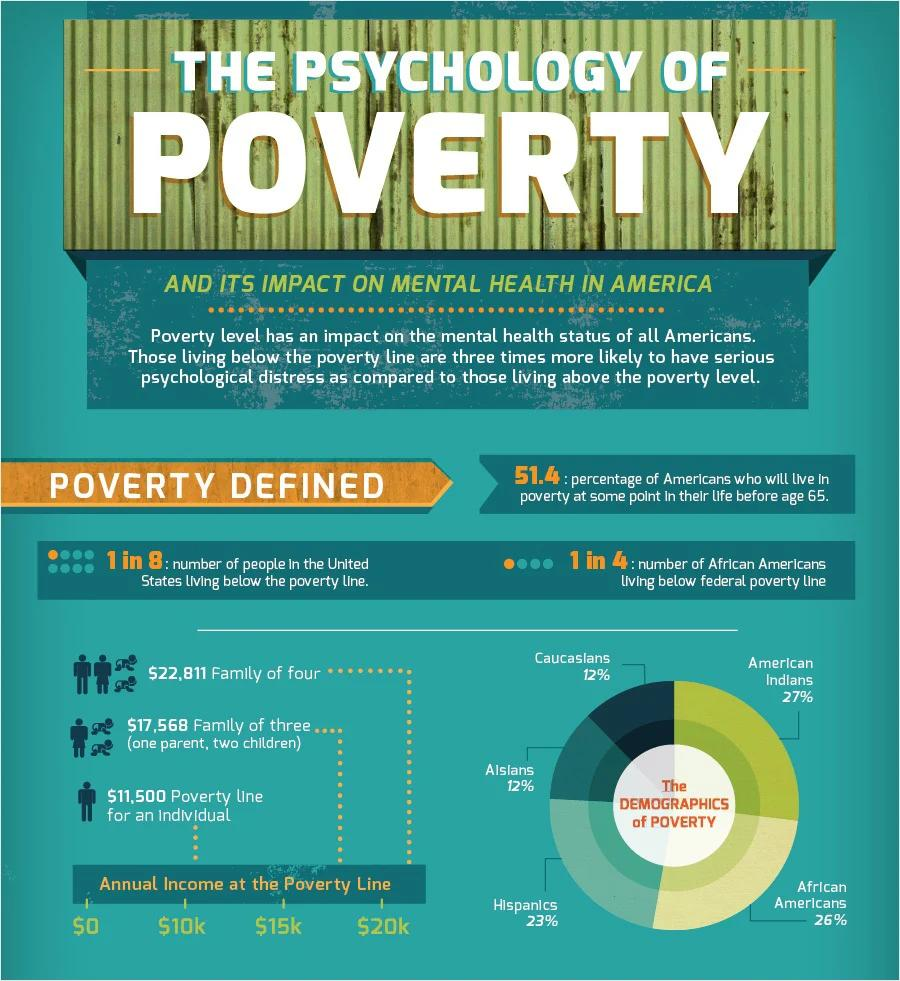 THE PSYCHOLOGY OF
POVERTY
AND ITS IMPACT ON MENTAL HEALTH IN AMERICA
Poverty level has an impact on the mental health status of all Americans.
Those living below the poverty line are three times more likely to have serious
psychological distress as compared to those living above the poverty level.
POVERTY DEFINED
51.4 : percentage of Americans who will live in
poverty at some point in their life before age 65.
1 in 8 : number of people in the United
States living below the poverty line.
1 in 4 : number of African Americans
living below federal poverty line
$22,811 Family of four
$17,568 Family of three
(one parent, two children)
$11,500 Poverty line
for an individual
Annual Income at the Poverty Line
$0 $10k $15k $20k
Caucasians
12%
American
Indians
27%
Aisians
12%
The
DEMOGRAPHICS
of POVERTY
Hispanics
23%
African
Americans
26%